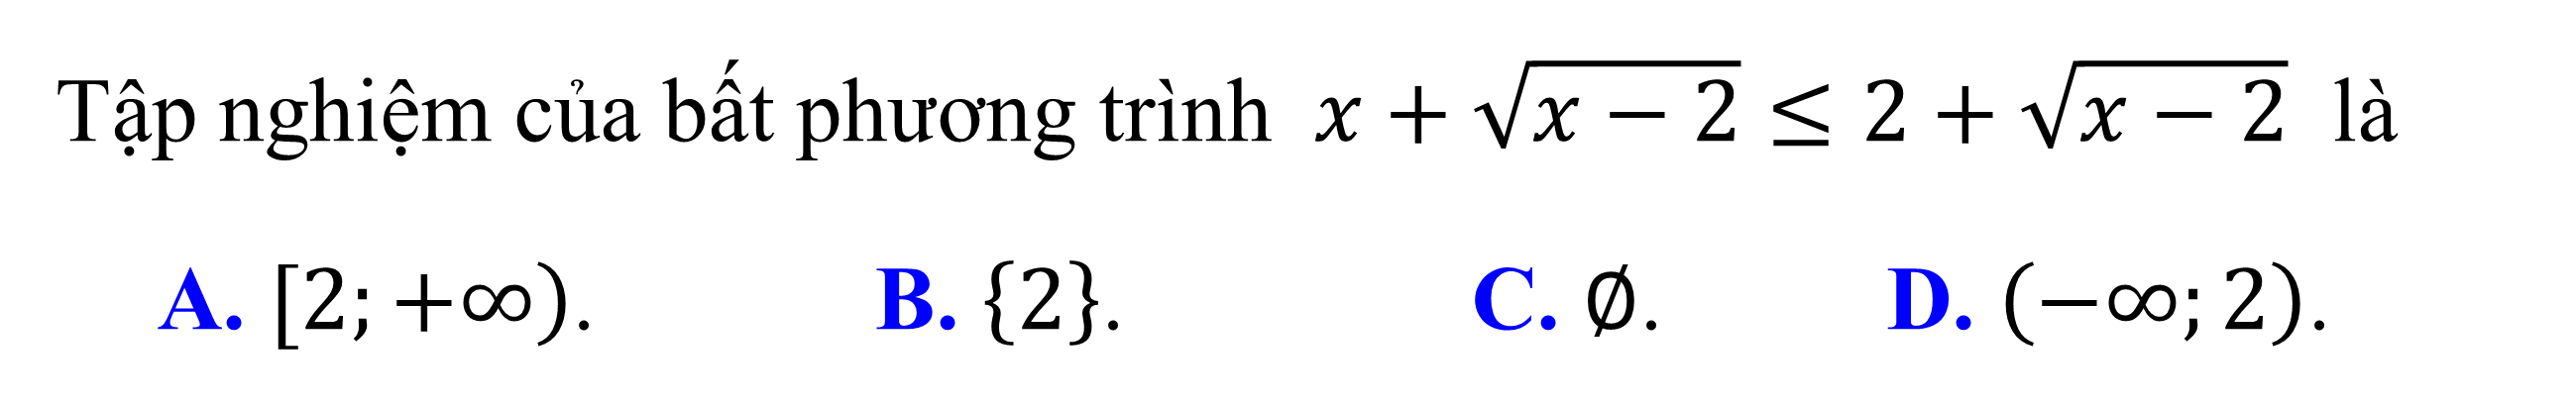 Tập nghiệm của bất phương trình x + √(x − 2) ≤ 2 + √(x − 2) là
A. [2; +∞). B. {2}. C. ∅. D. (−∞; 2).